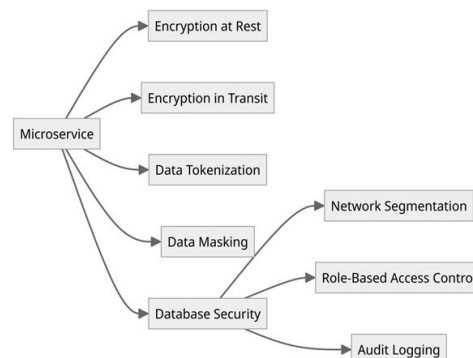 Encryption at Rest
Encryption in Transit
Microservice
Data Tokenization
Network Segmentation
Data Masking
Role-Based Access Contro
Database Security
Audit Logging